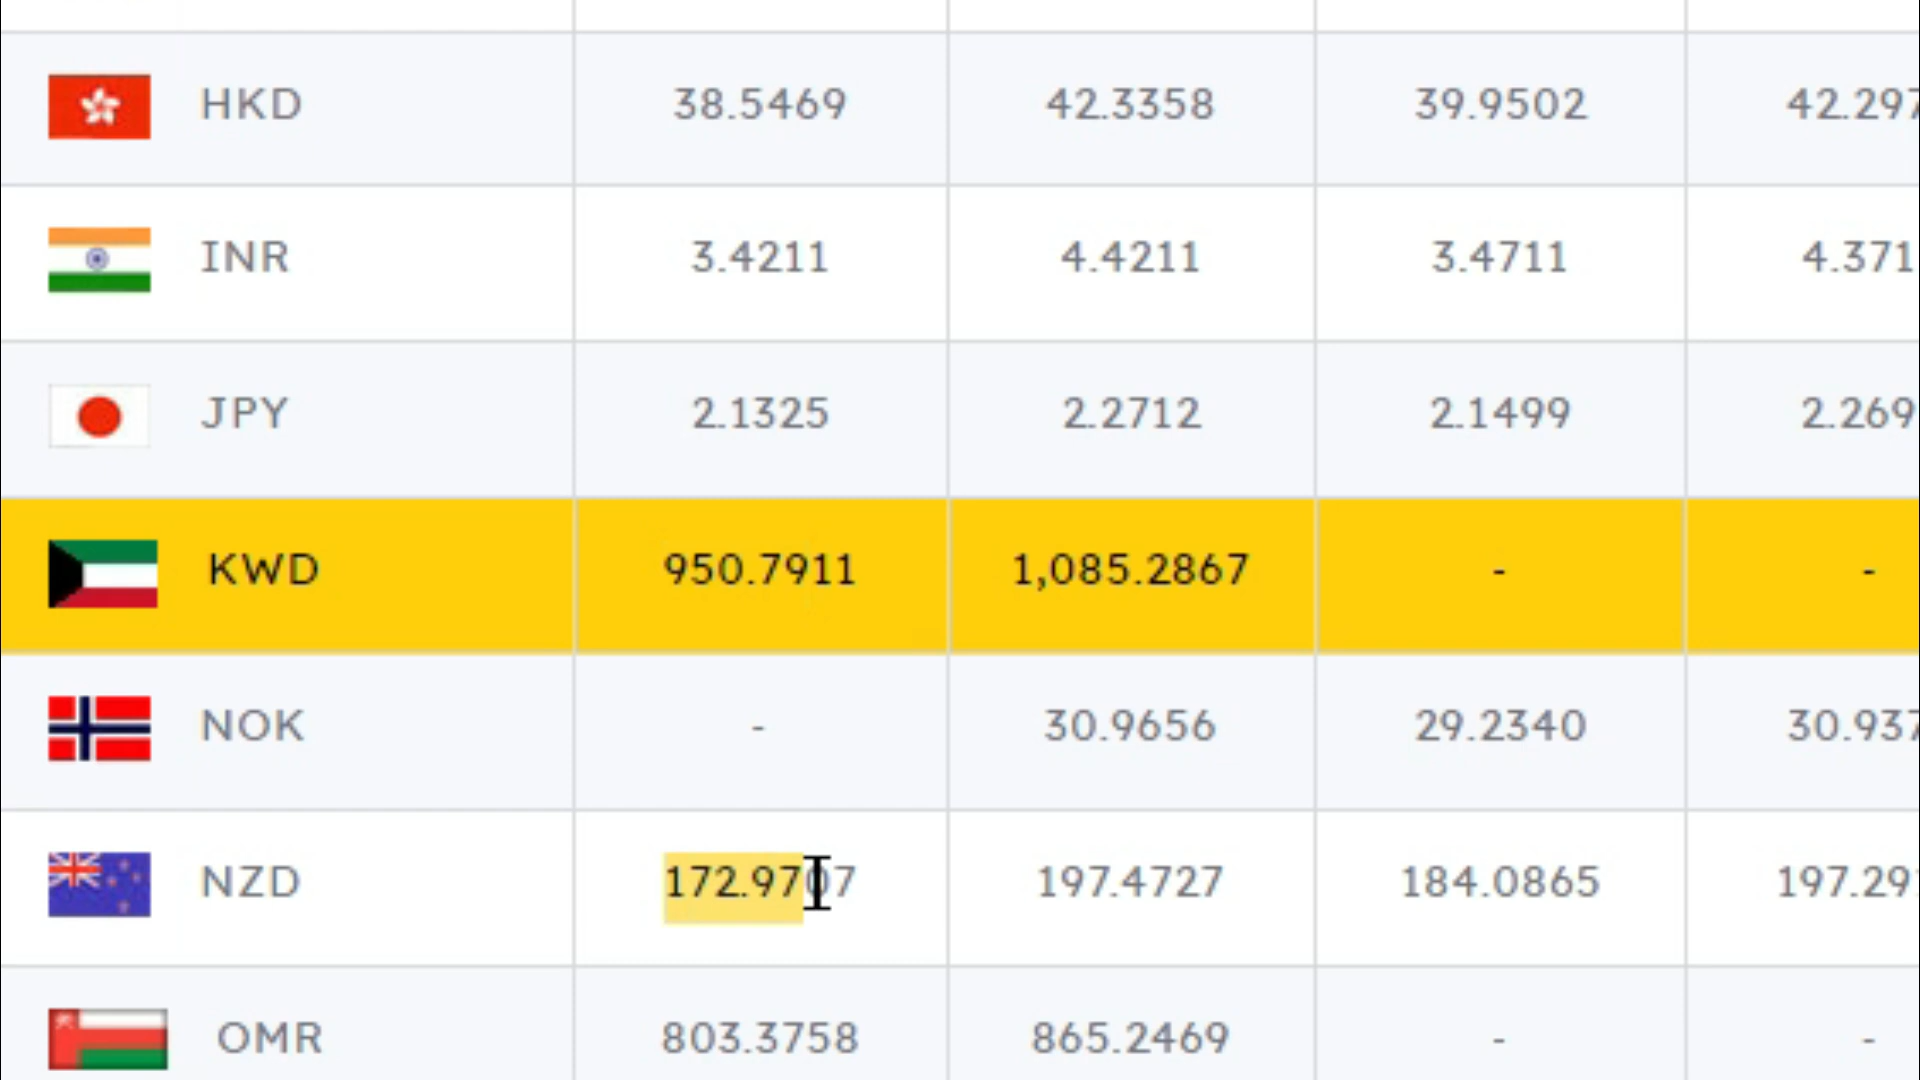 HKD 38.5469 42.3358 39.9502 42.297
INR 3.4211 4.4211 3.4711 4.371
JPY 2.1325 2.2712 2.1499 2.269
KWD 950.7911 1,085.2867 - -
NOK - 30.9656 29.2340 30.937
NZD 172.9707 197.4727 184.0865 197.29
OMR 803.3758 865.2469 - -